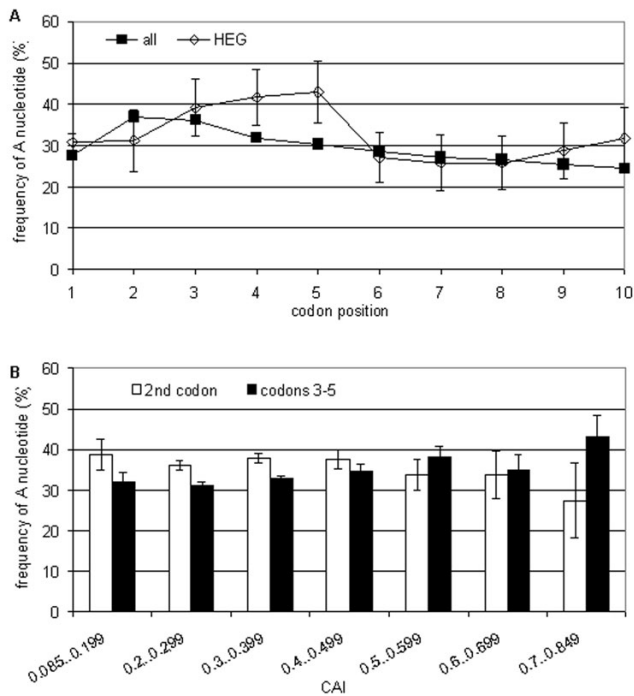 A
60
all HEG
50
40
30
20
10
0
frequency of A nucleotide (%)
1 2 3 4 5 6 7 8 9 10
codon position
B
60
2nd codon codons 3-5
50
40
30
20
10
0
frequency of A nucleotide (%)
0.085..0.199 0.2..0.299 0.3..0.399 0.4..0.499 0.5..0.599 0.6..0.699 0.7..0.849
CAI